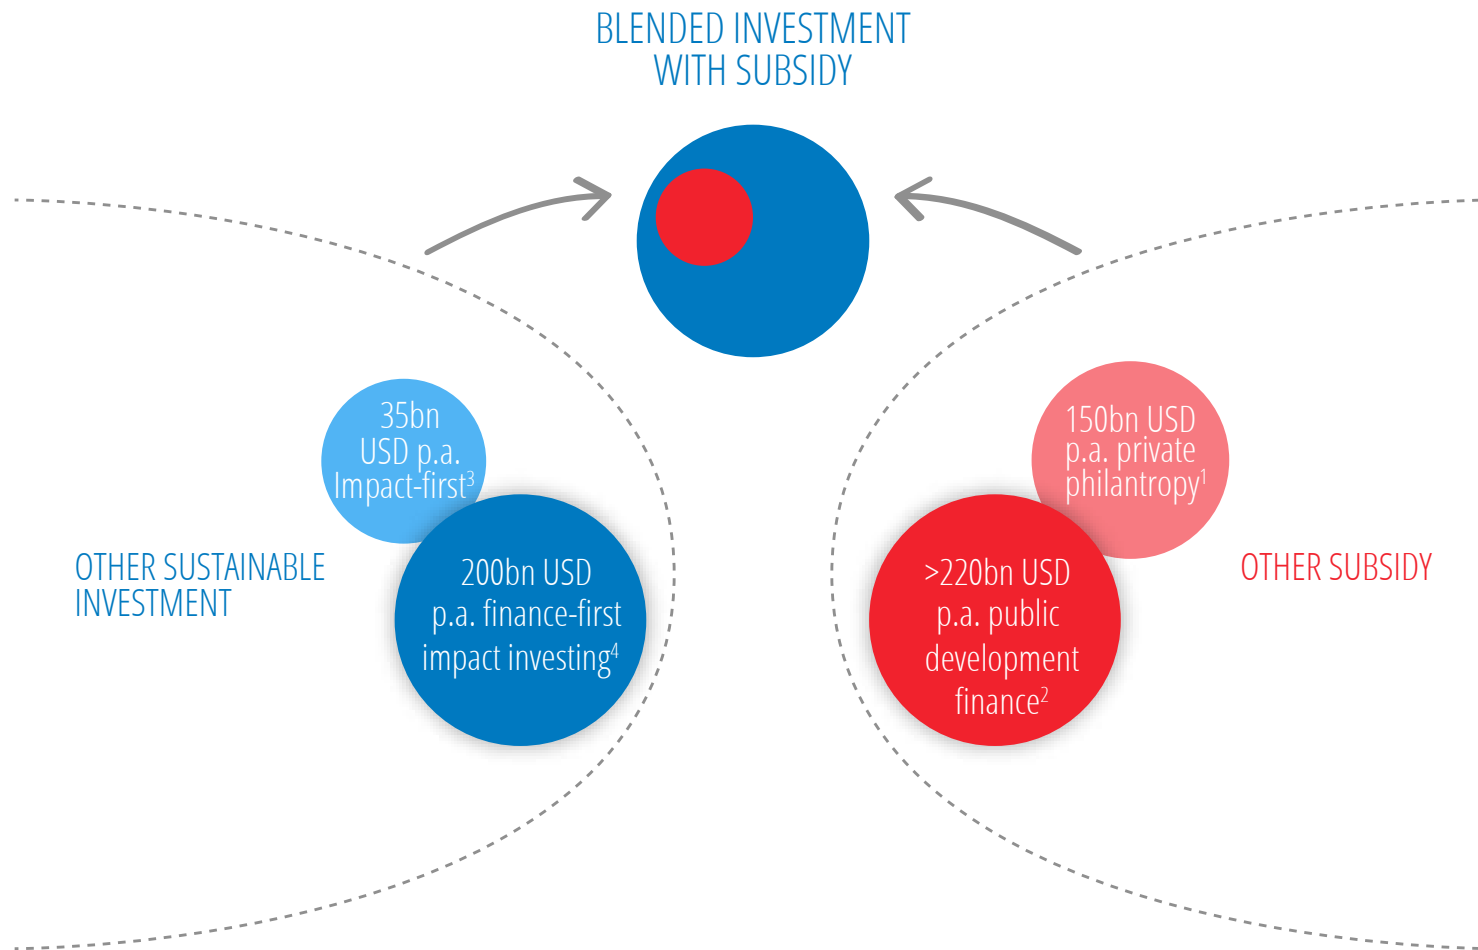 BLENDED INVESTMENT
WITH SUBSIDY
35bn
USD p.a.
Impact-first³
200bn USD
p.a. finance-first
impact investing⁴
OTHER SUSTAINABLE
INVESTMENT
150bn USD
p.a. private
philantropy¹
>220bn USD
p.a. public
development
finance²
OTHER SUBSIDY